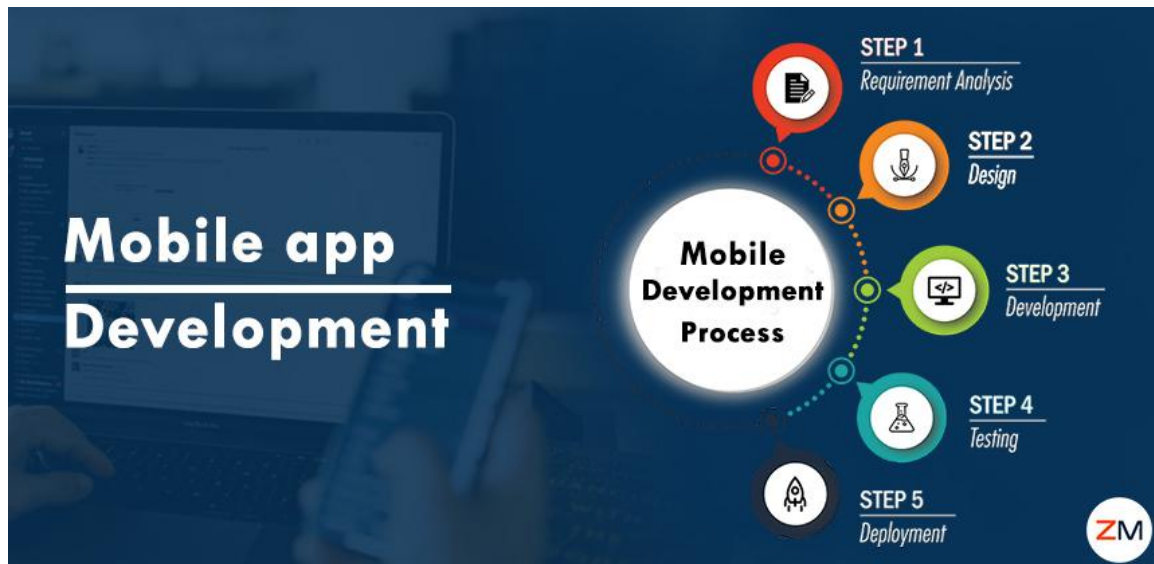 Mobile app
Development
Mobile
Development
Process
STEP 1
Requirement Analysis
STEP 2
Design
STEP 3
Development
STEP 4
Testing
STEP 5
Deployment
ZM